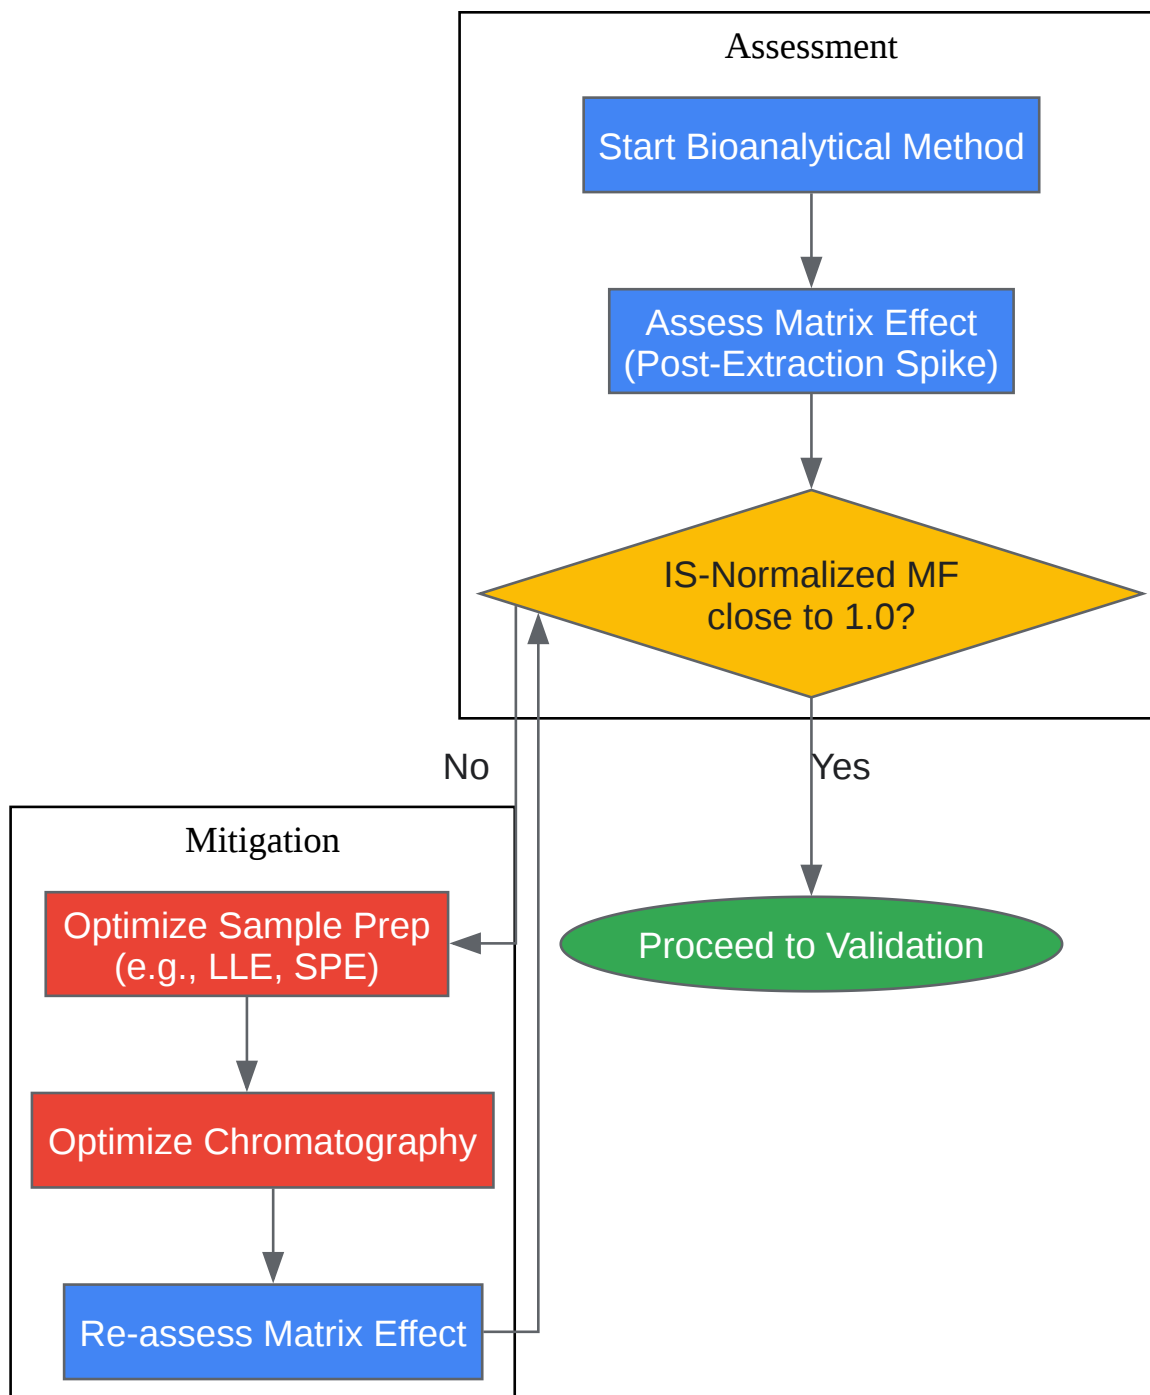 Assessment
Start Bioanalytical Method
Assess Matrix Effect
(Post-Extraction Spike)
IS-Normalized MF
close to 1.0?
No
Yes
Mitigation
Optimize Sample Prep
(e.g., LLE, SPE)
Proceed to Validation
Optimize Chromatography
Re-assess Matrix Effect